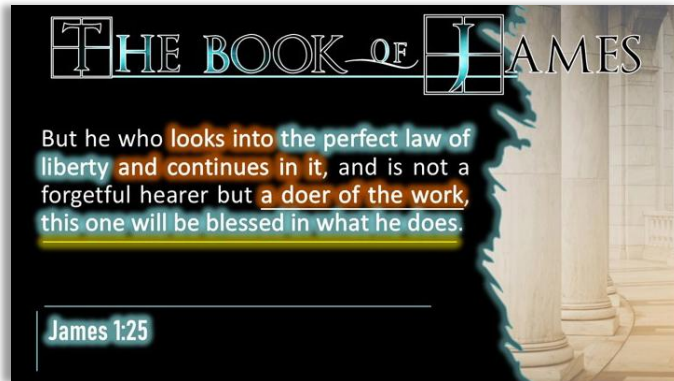 THE BOOK OF JAMES
But he who looks into the perfect law of
liberty and continues in it, and is not a
forgetful hearer but a doer of the work,
this one will be blessed in what he does.
James 1:25